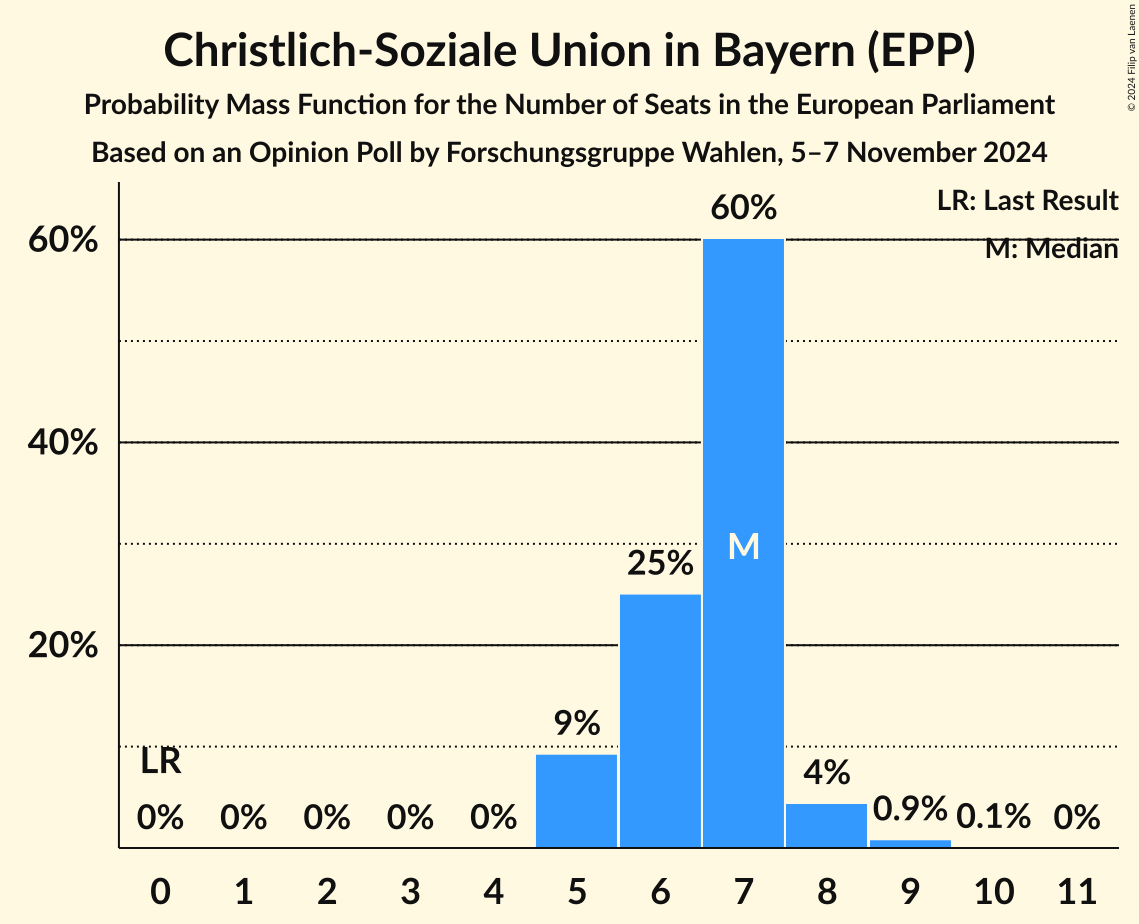 Christlich-Soziale Union in Bayern (EPP)
Probability Mass Function for the Number of Seats in the European Parliament
Based on an Opinion Poll by Forschungsgruppe Wahlen, 5–7 November 2024
© 2024 Filip van Laenen
LR: Last Result
M: Median
60%
60%
40%
M
25%
20%
9%
LR
4%
0% 0% 0% 0% 0% 0.9% 0.1% 0%
0 1 2 3 4 5 6 7 8 9 10 11